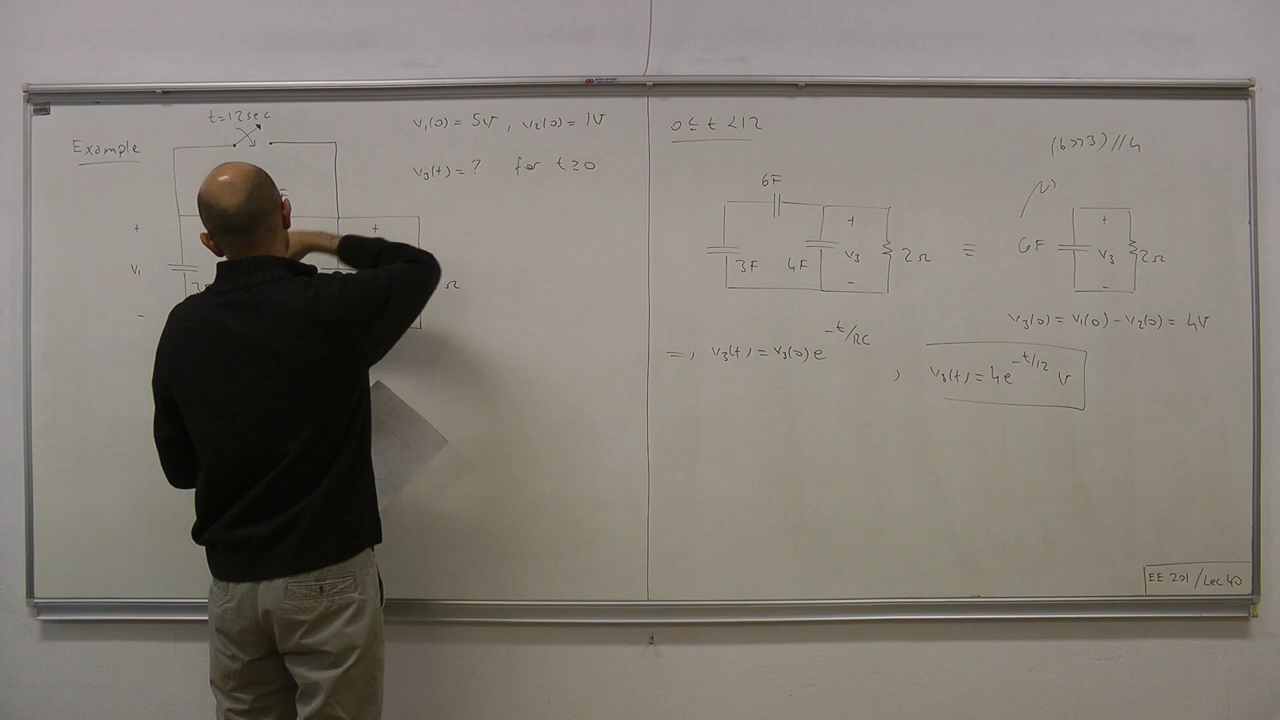 t=12sec
Example
v₁(0) = 5V , v₂(0) = 1V
v₃(t) = ? for t≥0
+
+
V₁
Ω
-
0 ≤ t < 12
(6>>3)//4
6F
+
+
3F 4F V₃ 2Ω ≡ 6F V₃ 2Ω
-
-
v₃(0) = v₁(0) - v₂(0) = 4V
=, v₃(t) = v₃(0) e^-t/RC
, v₃(t) = 4e^-t/12 V
EE 201 / Lec 40